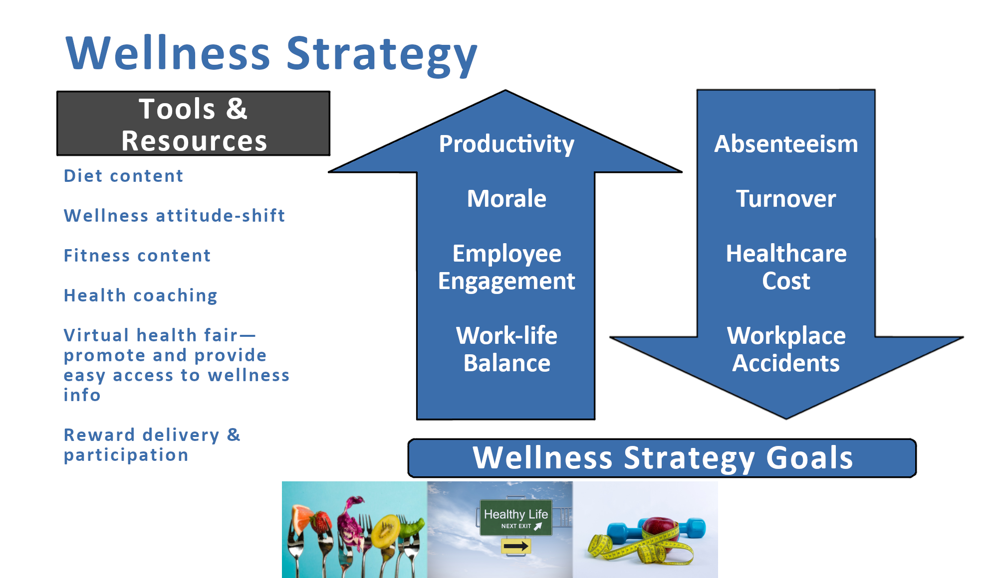 Wellness Strategy
Tools &
Resources
Diet content
Wellness attitude-shift
Fitness content
Health coaching
Virtual health fair—
promote and provide
easy access to wellness
info
Reward delivery &
participation
Productivity
Morale
Employee
Engagement
Work-life
Balance
Absenteeism
Turnover
Healthcare
Cost
Workplace
Accidents
Wellness Strategy Goals
Healthy Life
NEXT EXIT